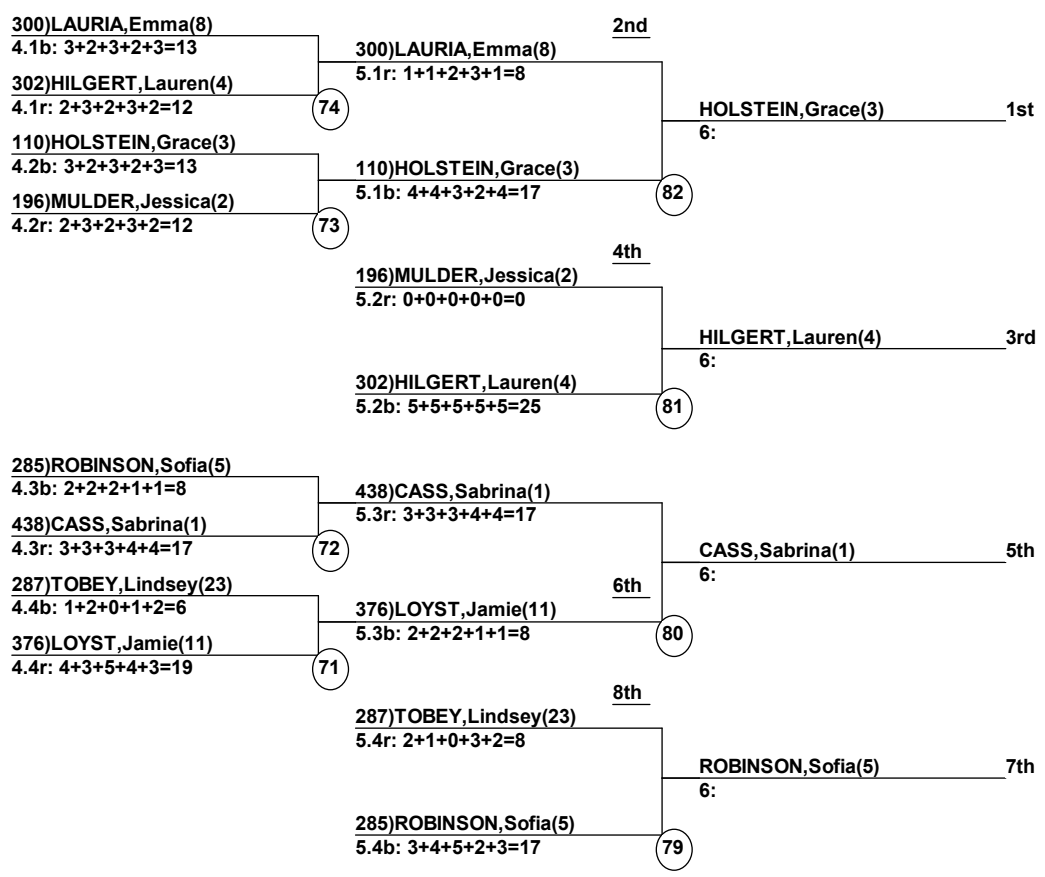 300)LAURIA,Emma(8)
4.1b: 3+2+3+2+3=13
302)HILGERT,Lauren(4)
4.1r: 2+3+2+3+2=12
74
110)HOLSTEIN,Grace(3)
4.2b: 3+2+3+2+3=13
196)MULDER,Jessica(2)
4.2r: 2+3+2+3+2=12
73
2nd
300)LAURIA,Emma(8)
5.1r: 1+1+2+3+1=8
110)HOLSTEIN,Grace(3)
5.1b: 4+4+3+2+4=17
82
HOLSTEIN,Grace(3)
6:
1st
4th
196)MULDER,Jessica(2)
5.2r: 0+0+0+0+0=0
302)HILGERT,Lauren(4)
5.2b: 5+5+5+5+5=25
81
HILGERT,Lauren(4)
6:
3rd
285)ROBINSON,Sofia(5)
4.3b: 2+2+2+1+1=8
438)CASS,Sabrina(1)
4.3r: 3+3+3+4+4=17
72
287)TOBEY,Lindsey(23)
4.4b: 1+2+0+1+2=6
376)LOYST,Jamie(11)
4.4r: 4+3+5+4+3=19
71
438)CASS,Sabrina(1)
5.3r: 3+3+3+4+4=17
6th
376)LOYST,Jamie(11)
5.3b: 2+2+2+1+1=8
80
CASS,Sabrina(1)
6:
5th
8th
287)TOBEY,Lindsey(23)
5.4r: 2+1+0+3+2=8
285)ROBINSON,Sofia(5)
5.4b: 3+4+5+2+3=17
79
ROBINSON,Sofia(5)
6:
7th